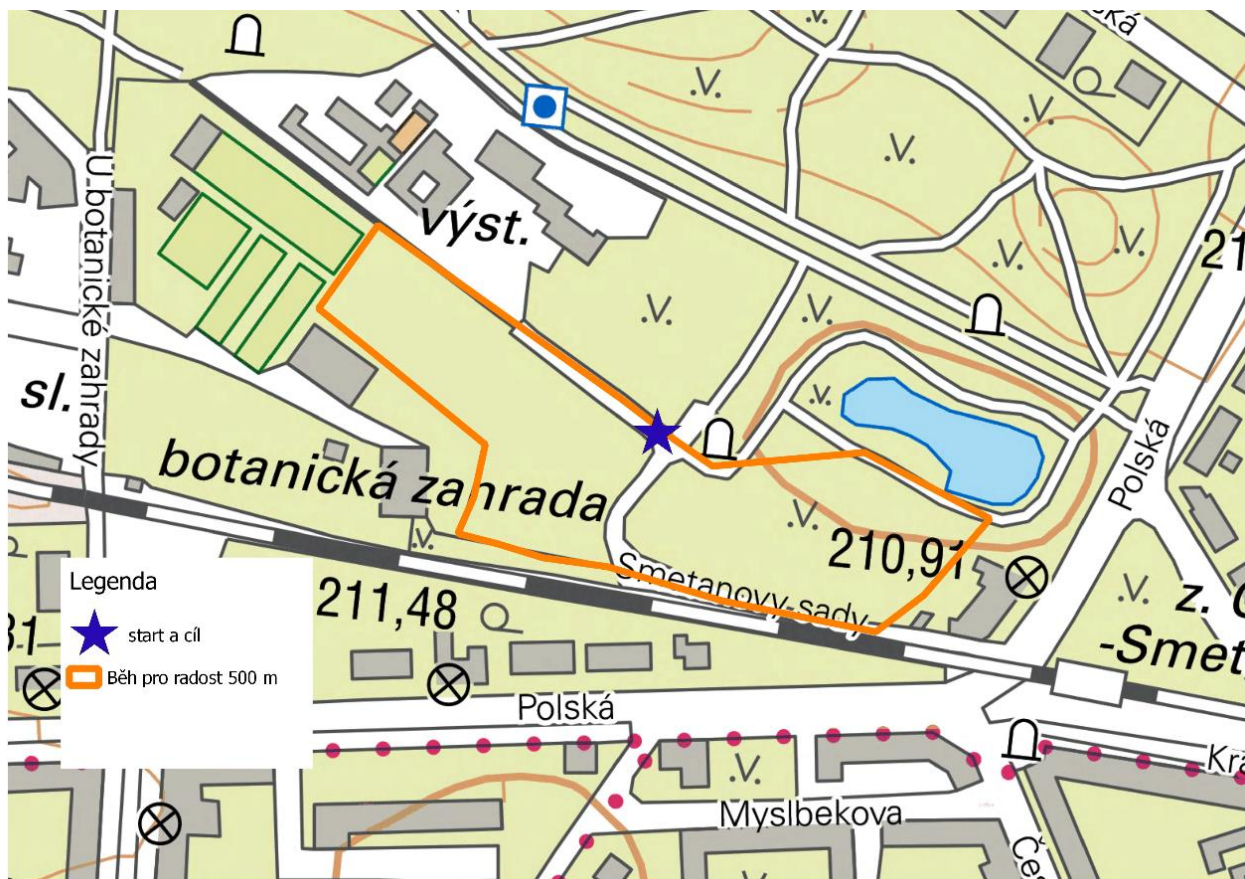 U botanické zahrady
výst.
sl.
botanická zahrada
210,91
Smetanovy sady
211,48
Polská
z.
-Smet
Legenda
start a cíl
Běh pro radost 500 m
Polská
Myslbekova